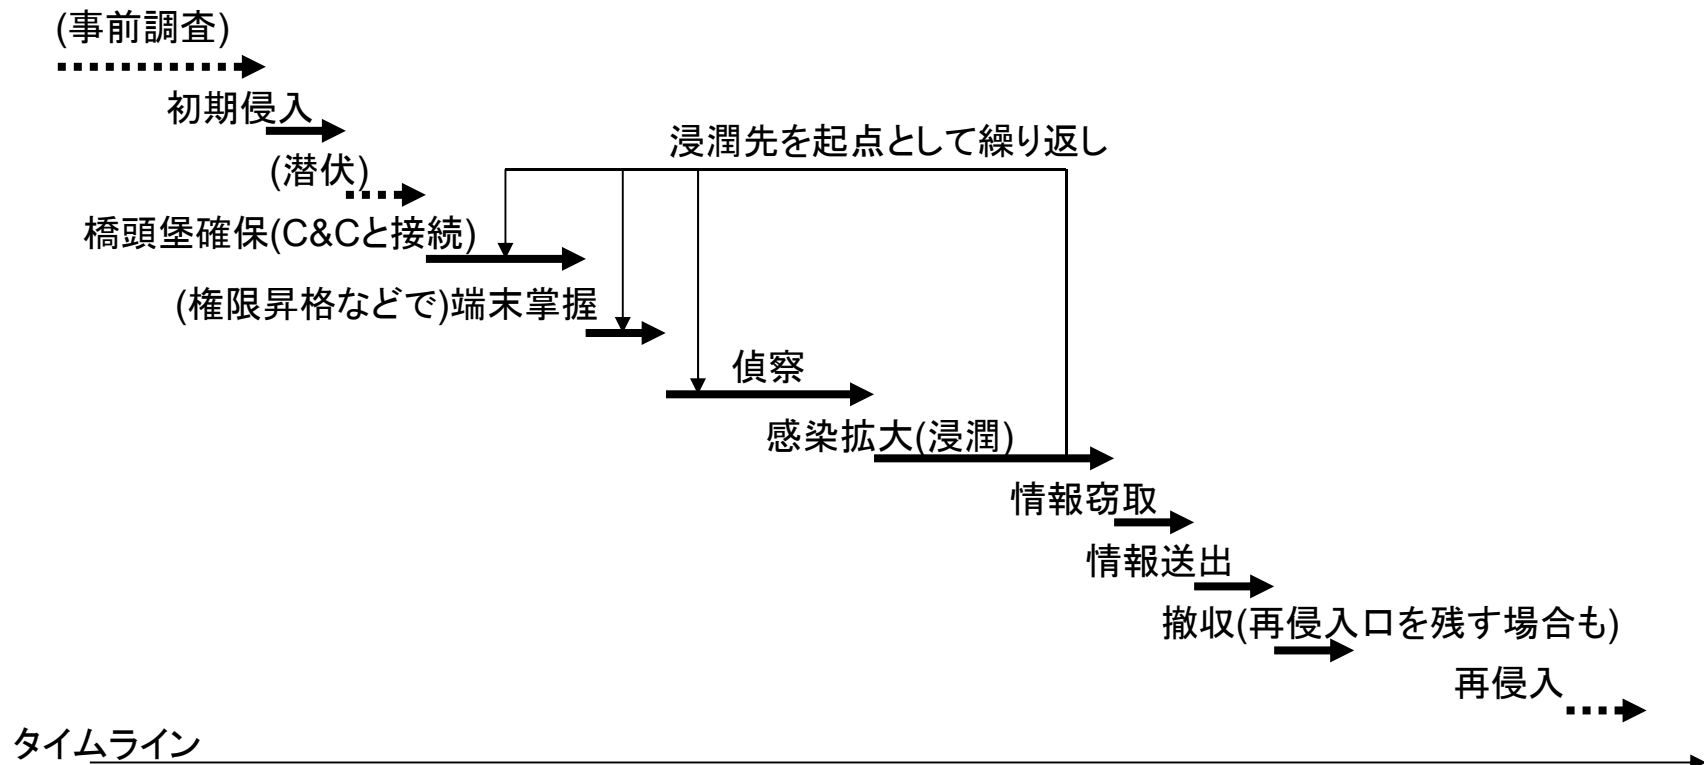 (事前調査)
初期侵入
浸潤先を起点として繰り返し
(潜伏)
橋頭堡確保(C&Cと接続)
(権限昇格などで)端末掌握
偵察
感染拡大(浸潤)
情報窃取
情報送出
撤収(再侵入口を残す場合も)
再侵入
タイムライン